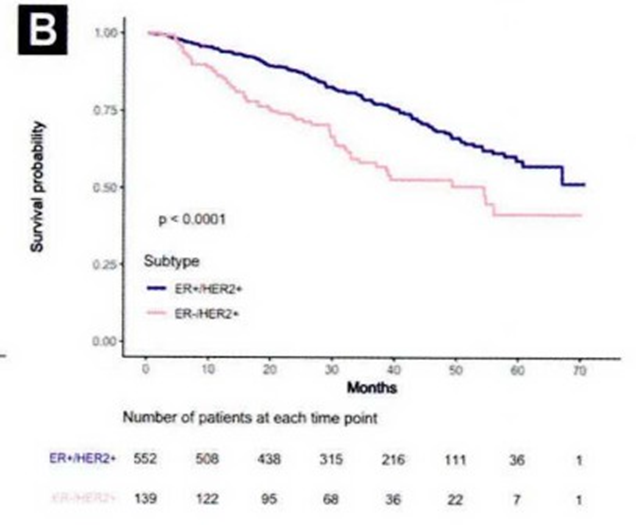 B
1.00
0.75
0.50
0.25
0.00
Survival probability
p < 0.0001
Subtype
ER+/HER2+
ER-/HER2+
0 10 20 30 40 50 60 70
Months
Number of patients at each time point
ER+/HER2+ 552 508 438 315 216 111 36 1
ER-/HER2+ 139 122 95 68 36 22 7 1